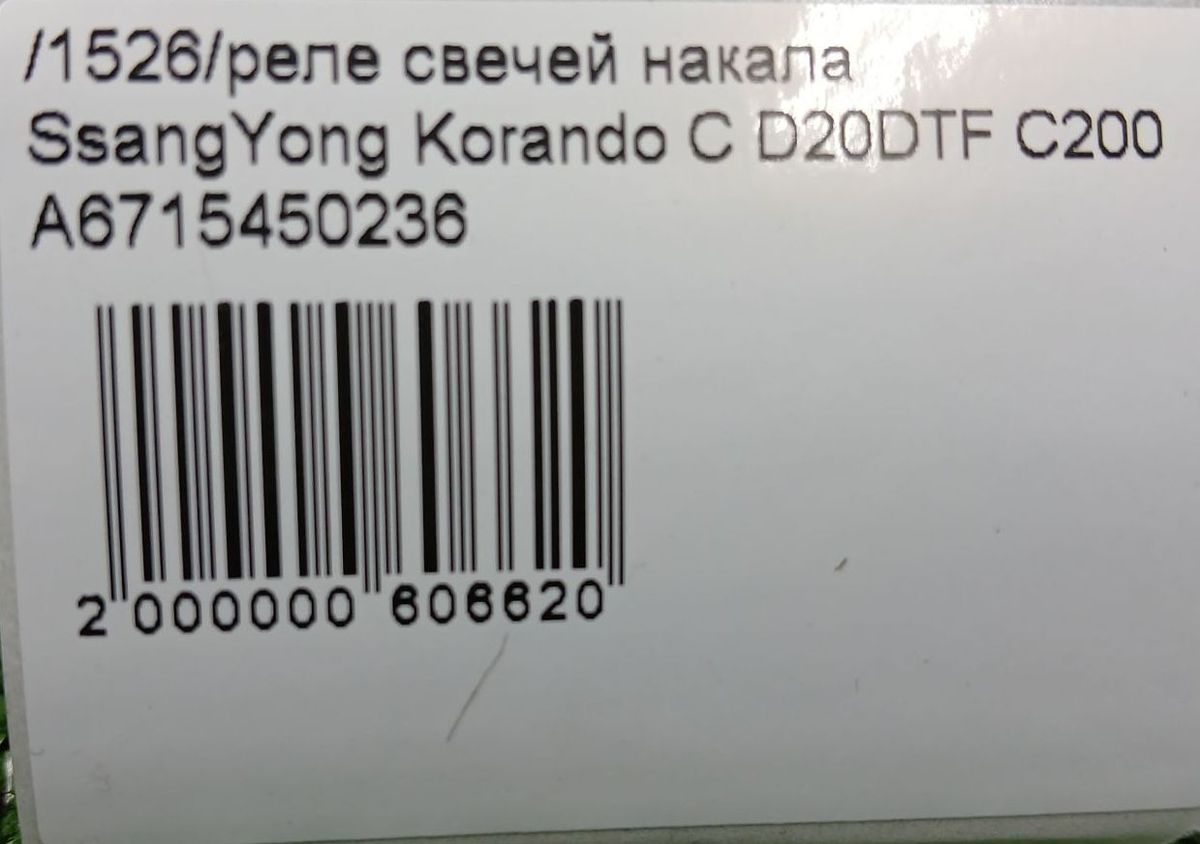 /1526/реле свечей накала
SsangYong Korando C D20DTF C200
A6715450236
2 000000 606620